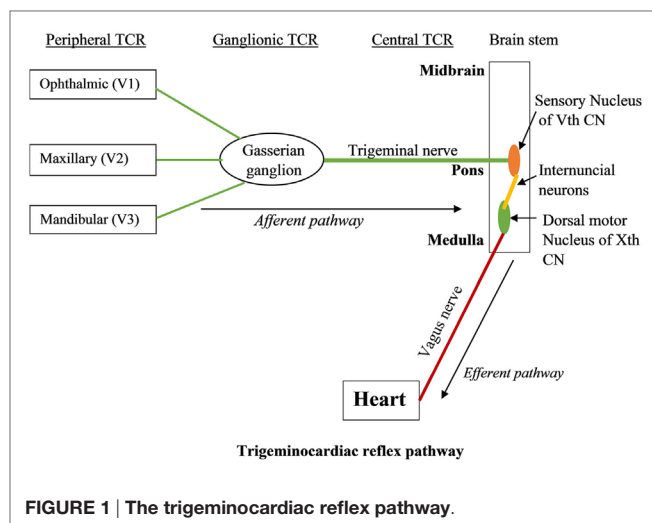 Peripheral TCR
Ganglionic TCR
Central TCR
Brain stem
Midbrain
Ophthalmic (V1)
Sensory Nucleus
of Vth CN
Maxillary (V2)
Gasserian
ganglion
Trigeminal nerve
Pons
Internuncial
neurons
Mandibular (V3)
Afferent pathway
Dorsal motor
Nucleus of Xth
CN
Medulla
Vagus nerve
Efferent pathway
Heart
Trigeminocardiac reflex pathway
FIGURE 1 | The trigeminocardiac reflex pathway.